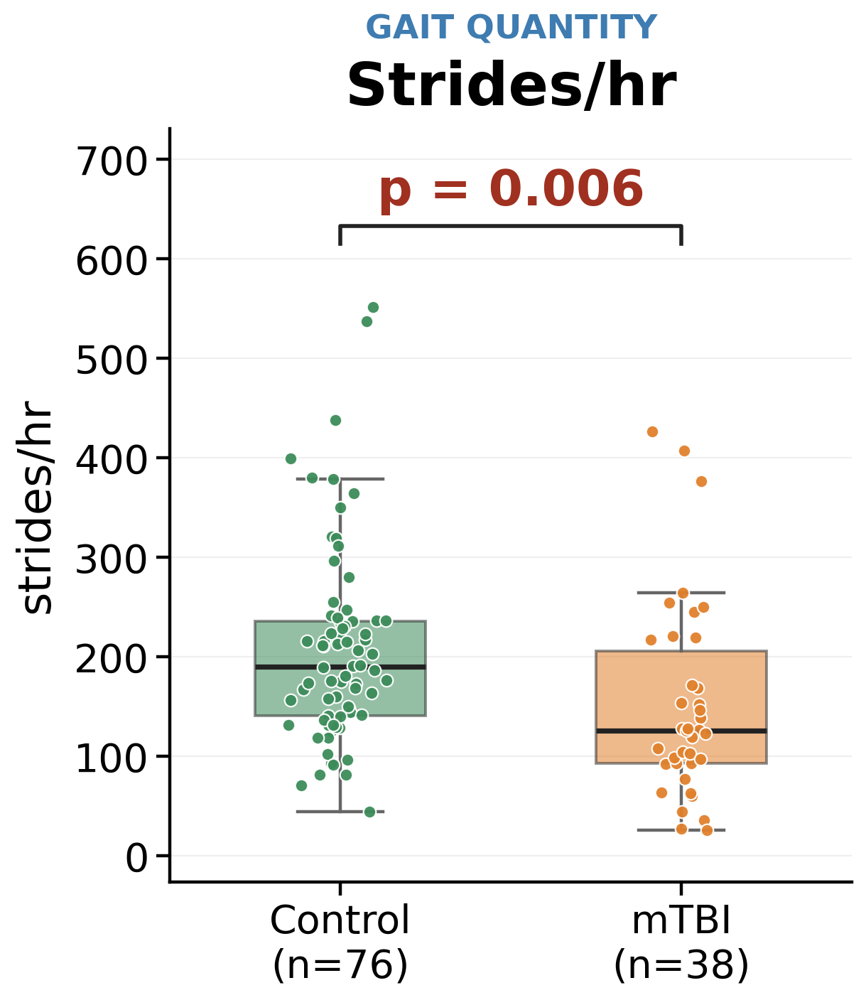 GAIT QUANTITY
Strides/hr
p = 0.006
strides/hr
700
600
500
400
300
200
100
0
Control
(n=76)
mTBI
(n=38)